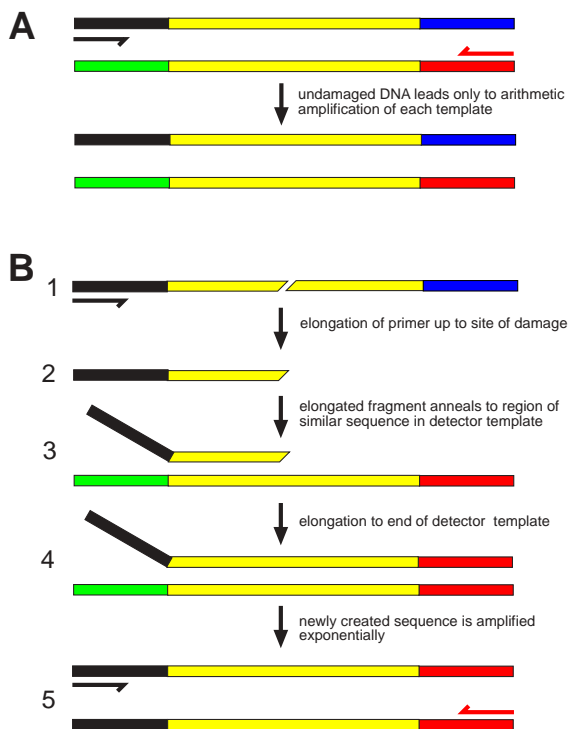 A
undamaged DNA leads only to arithmetic
amplification of each template
B
1
elongation of primer up to site of damage
2
elongated fragment anneals to region of
similar sequence in detector template
3
elongation to end of detector template
4
newly created sequence is amplified
exponentially
5